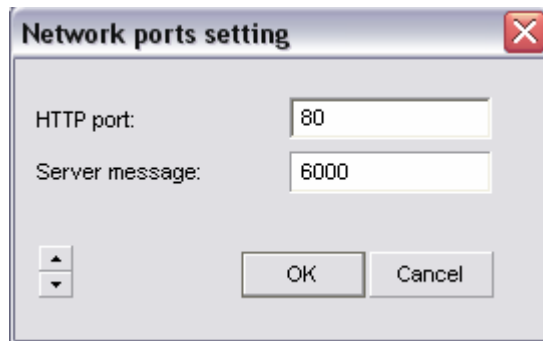 Network ports setting
HTTP port: 80
Server message: 6000
OK Cancel